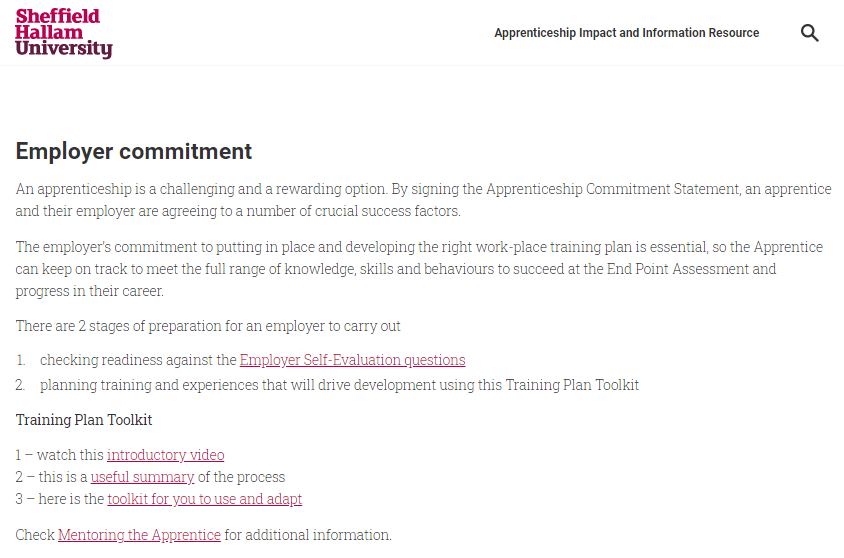 Sheffield
Hallam
University
Apprenticeship Impact and Information Resource
Employer commitment
An apprenticeship is a challenging and a rewarding option. By signing the Apprenticeship Commitment Statement, an apprentice
and their employer are agreeing to a number of crucial success factors.
The employer's commitment to putting in place and developing the right work-place training plan is essential, so the Apprentice
can keep on track to meet the full range of knowledge, skills and behaviours to succeed at the End Point Assessment and
progress in their career.
There are 2 stages of preparation for an employer to carry out
1. checking readiness against the Employer Self-Evaluation questions
2. planning training and experiences that will drive development using this Training Plan Toolkit
Training Plan Toolkit
1 – watch this introductory video
2 – this is a useful summary of the process
3 – here is the toolkit for you to use and adapt
Check Mentoring the Apprentice for additional information.